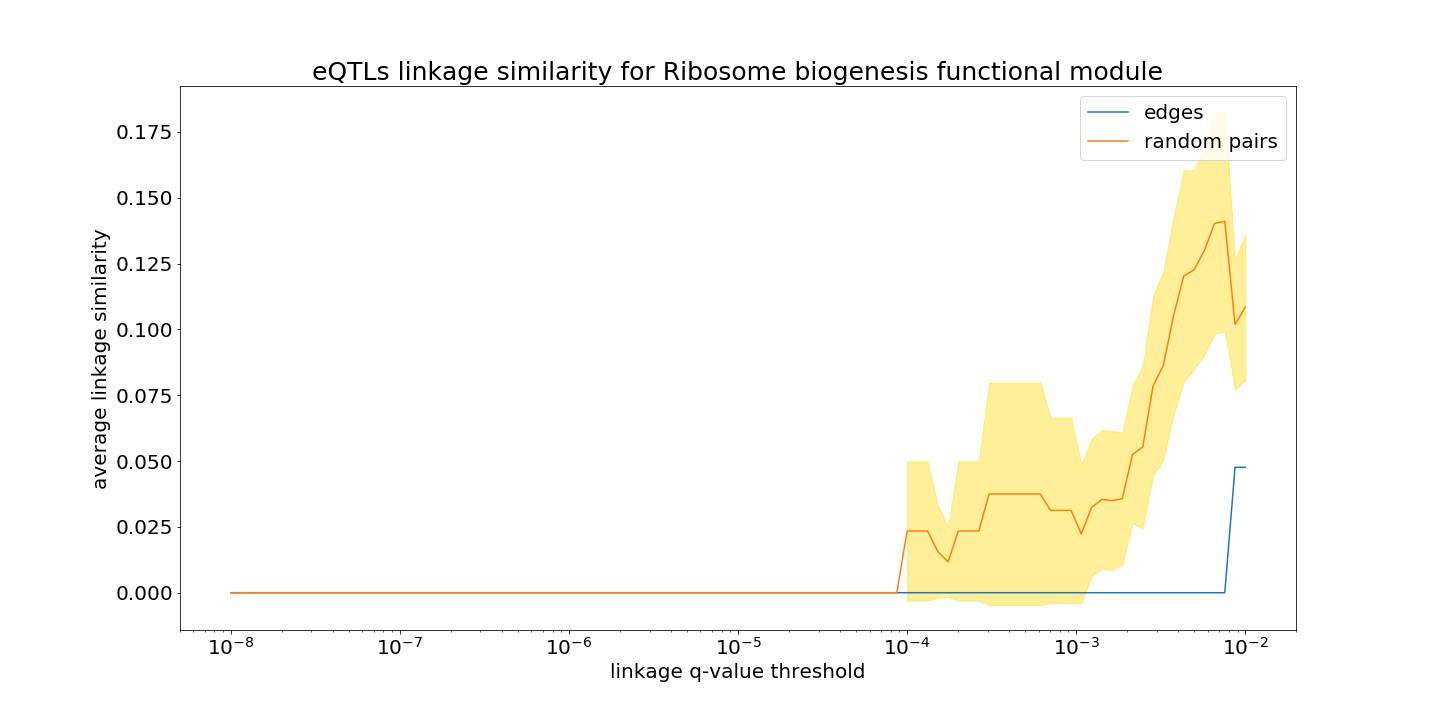 eQTLs linkage similarity for Ribosome biogenesis functional module
edges
random pairs
average linkage similarity
0.175
0.150
0.125
0.100
0.075
0.050
0.025
0.000
10⁻⁸ 10⁻⁷ 10⁻⁶ 10⁻⁵ 10⁻⁴ 10⁻³ 10⁻²
linkage q-value threshold